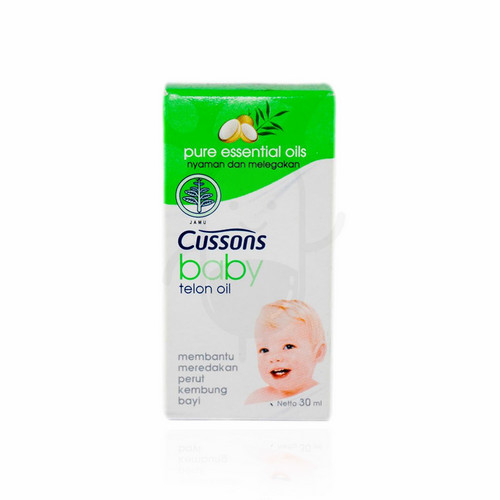 pure essential oils
nyaman dan melegakan
JAMU
Cussons
baby
telon oil
membantu
meredakan
perut
kembung
bayi
Netto 30 ml